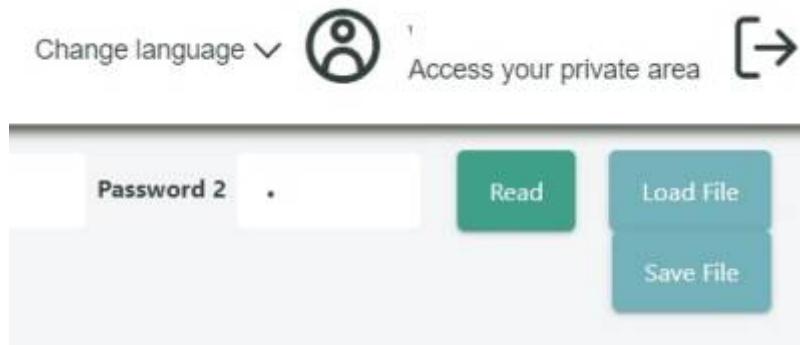 Change language
Access your private area
Password 2
Read
Load File
Save File